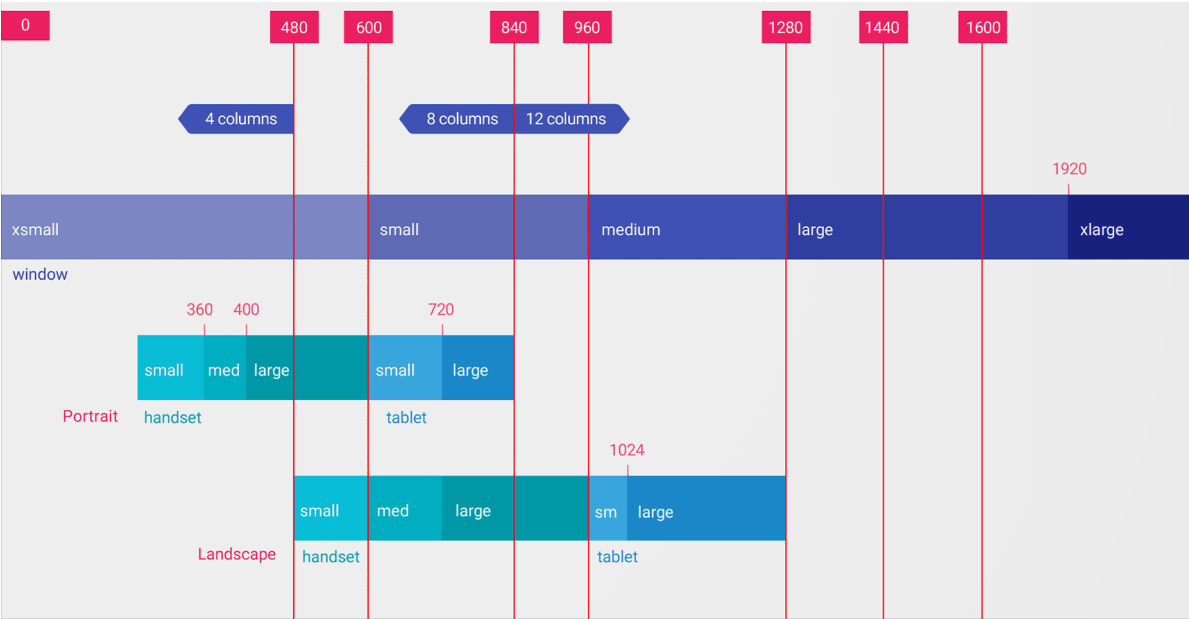 0 480 600 840 960 1280 1440 1600
4 columns 8 columns 12 columns
1920
xsmall small medium large xlarge
window
360 400 720
small med large small large
Portrait handset tablet
1024
small med large sm large
Landscape handset tablet